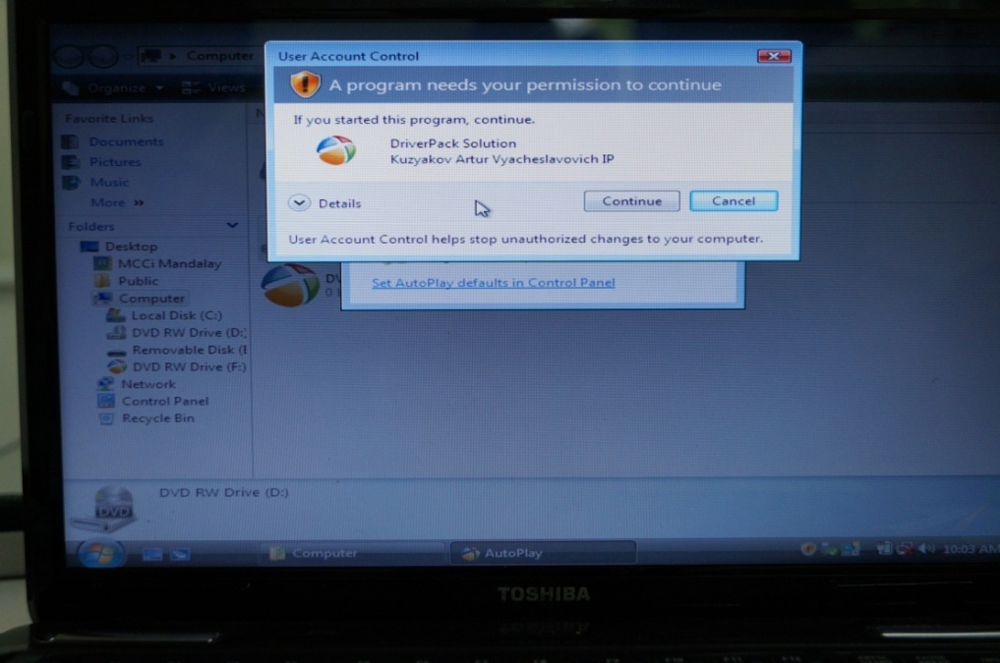 User Account Control
A program needs your permission to continue
If you started this program, continue.
DriverPack Solution
Kuzyakov Artur Vyacheslavovich IP
Details
Continue
Cancel
User Account Control helps stop unauthorized changes to your computer.
Set AutoPlay defaults in Control Panel
Computer
Organize
Views
Favorite Links
Documents
Pictures
Music
More »
Folders
Desktop
MCCi Mandalay
Public
Computer
Local Disk (C:)
DVD RW Drive (D:
Removable Disk (
DVD RW Drive (F:)
Network
Control Panel
Recycle Bin
DVD
DVD RW Drive (D:)
Computer
AutoPlay
10:03 AM
TOSHIBA